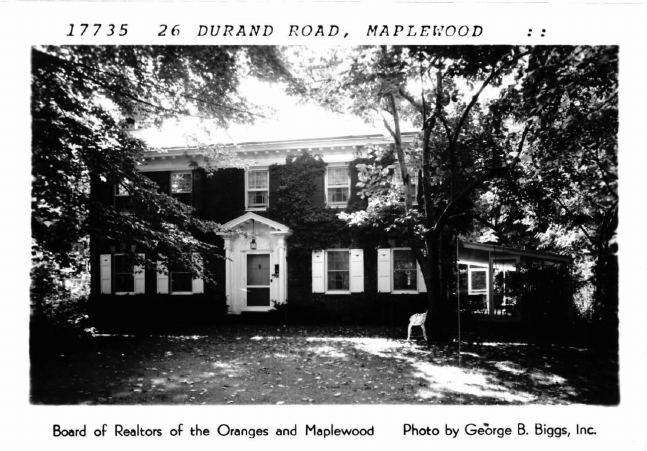 17735 26 DURAND ROAD, MAPLEWOOD ::
Board of Realtors of the Oranges and Maplewood Photo by George B. Biggs, Inc.